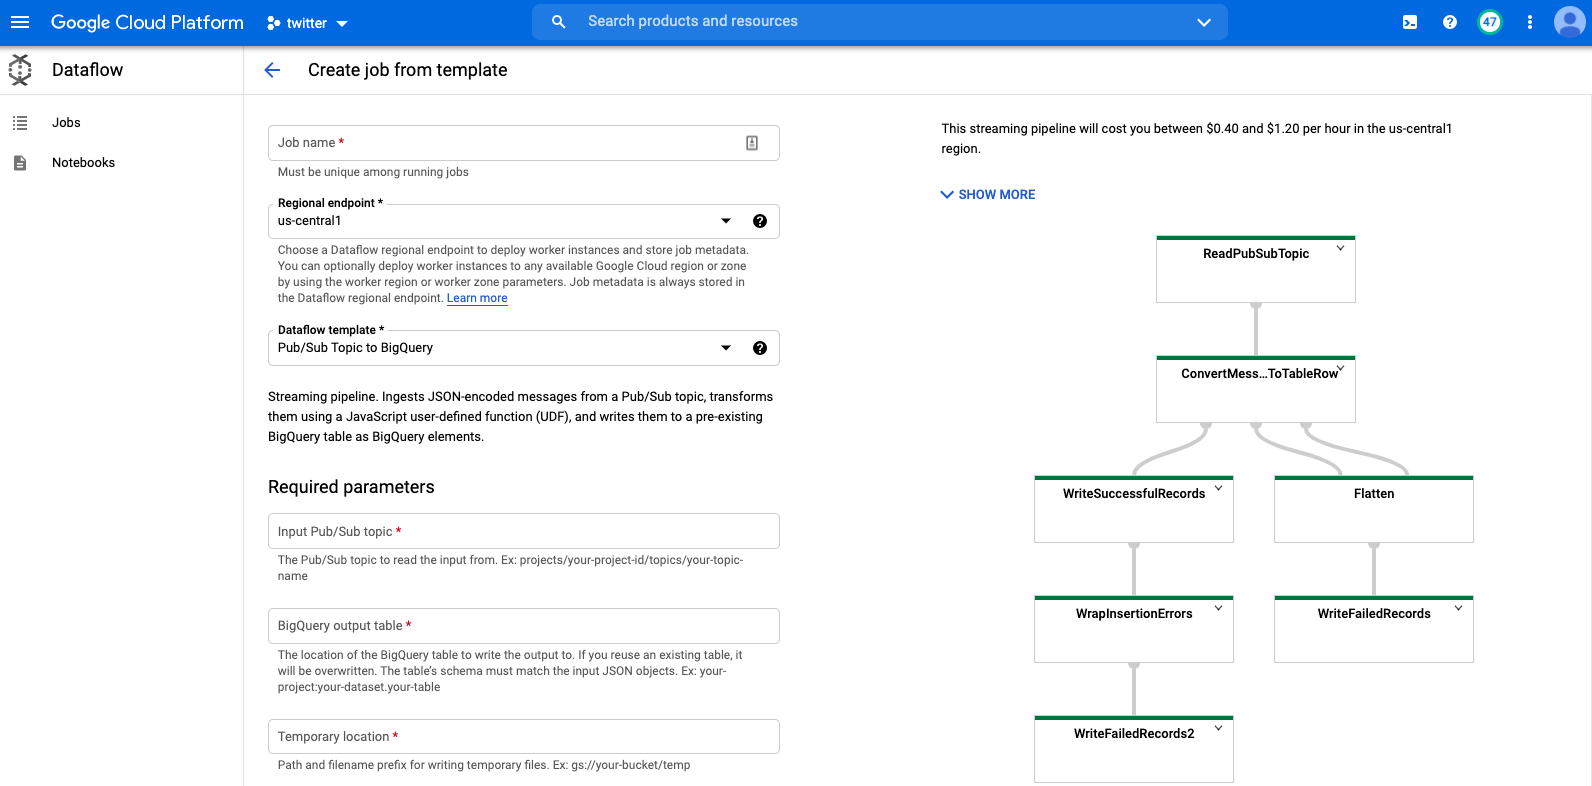 Google Cloud Platform
twitter
Search products and resources
47
Dataflow
Create job from template
Jobs
Notebooks
Job name *
Must be unique among running jobs
Regional endpoint *
us-central1
Choose a Dataflow regional endpoint to deploy worker instances and store job metadata.
You can optionally deploy worker instances to any available Google Cloud region or zone
by using the worker region or worker zone parameters. Job metadata is always stored in
the Dataflow regional endpoint. Learn more
Dataflow template *
Pub/Sub Topic to BigQuery
Streaming pipeline. Ingests JSON-encoded messages from a Pub/Sub topic, transforms
them using a JavaScript user-defined function (UDF), and writes them to a pre-existing
BigQuery table as BigQuery elements.
Required parameters
Input Pub/Sub topic *
The Pub/Sub topic to read the input from. Ex: projects/your-project-id/topics/your-topic-
name
BigQuery output table *
The location of the BigQuery table to write the output to. If you reuse an existing table, it
will be overwritten. The table's schema must match the input JSON objects. Ex: your-
project:your-dataset.your-table
Temporary location *
Path and filename prefix for writing temporary files. Ex: gs://your-bucket/temp
This streaming pipeline will cost you between $0.40 and $1.20 per hour in the us-central1
region.
SHOW MORE
ReadPubSubTopic
ConvertMess...ToTableRow
WriteSuccessfulRecords
Flatten
WrapInsertionErrors
WriteFailedRecords
WriteFailedRecords2